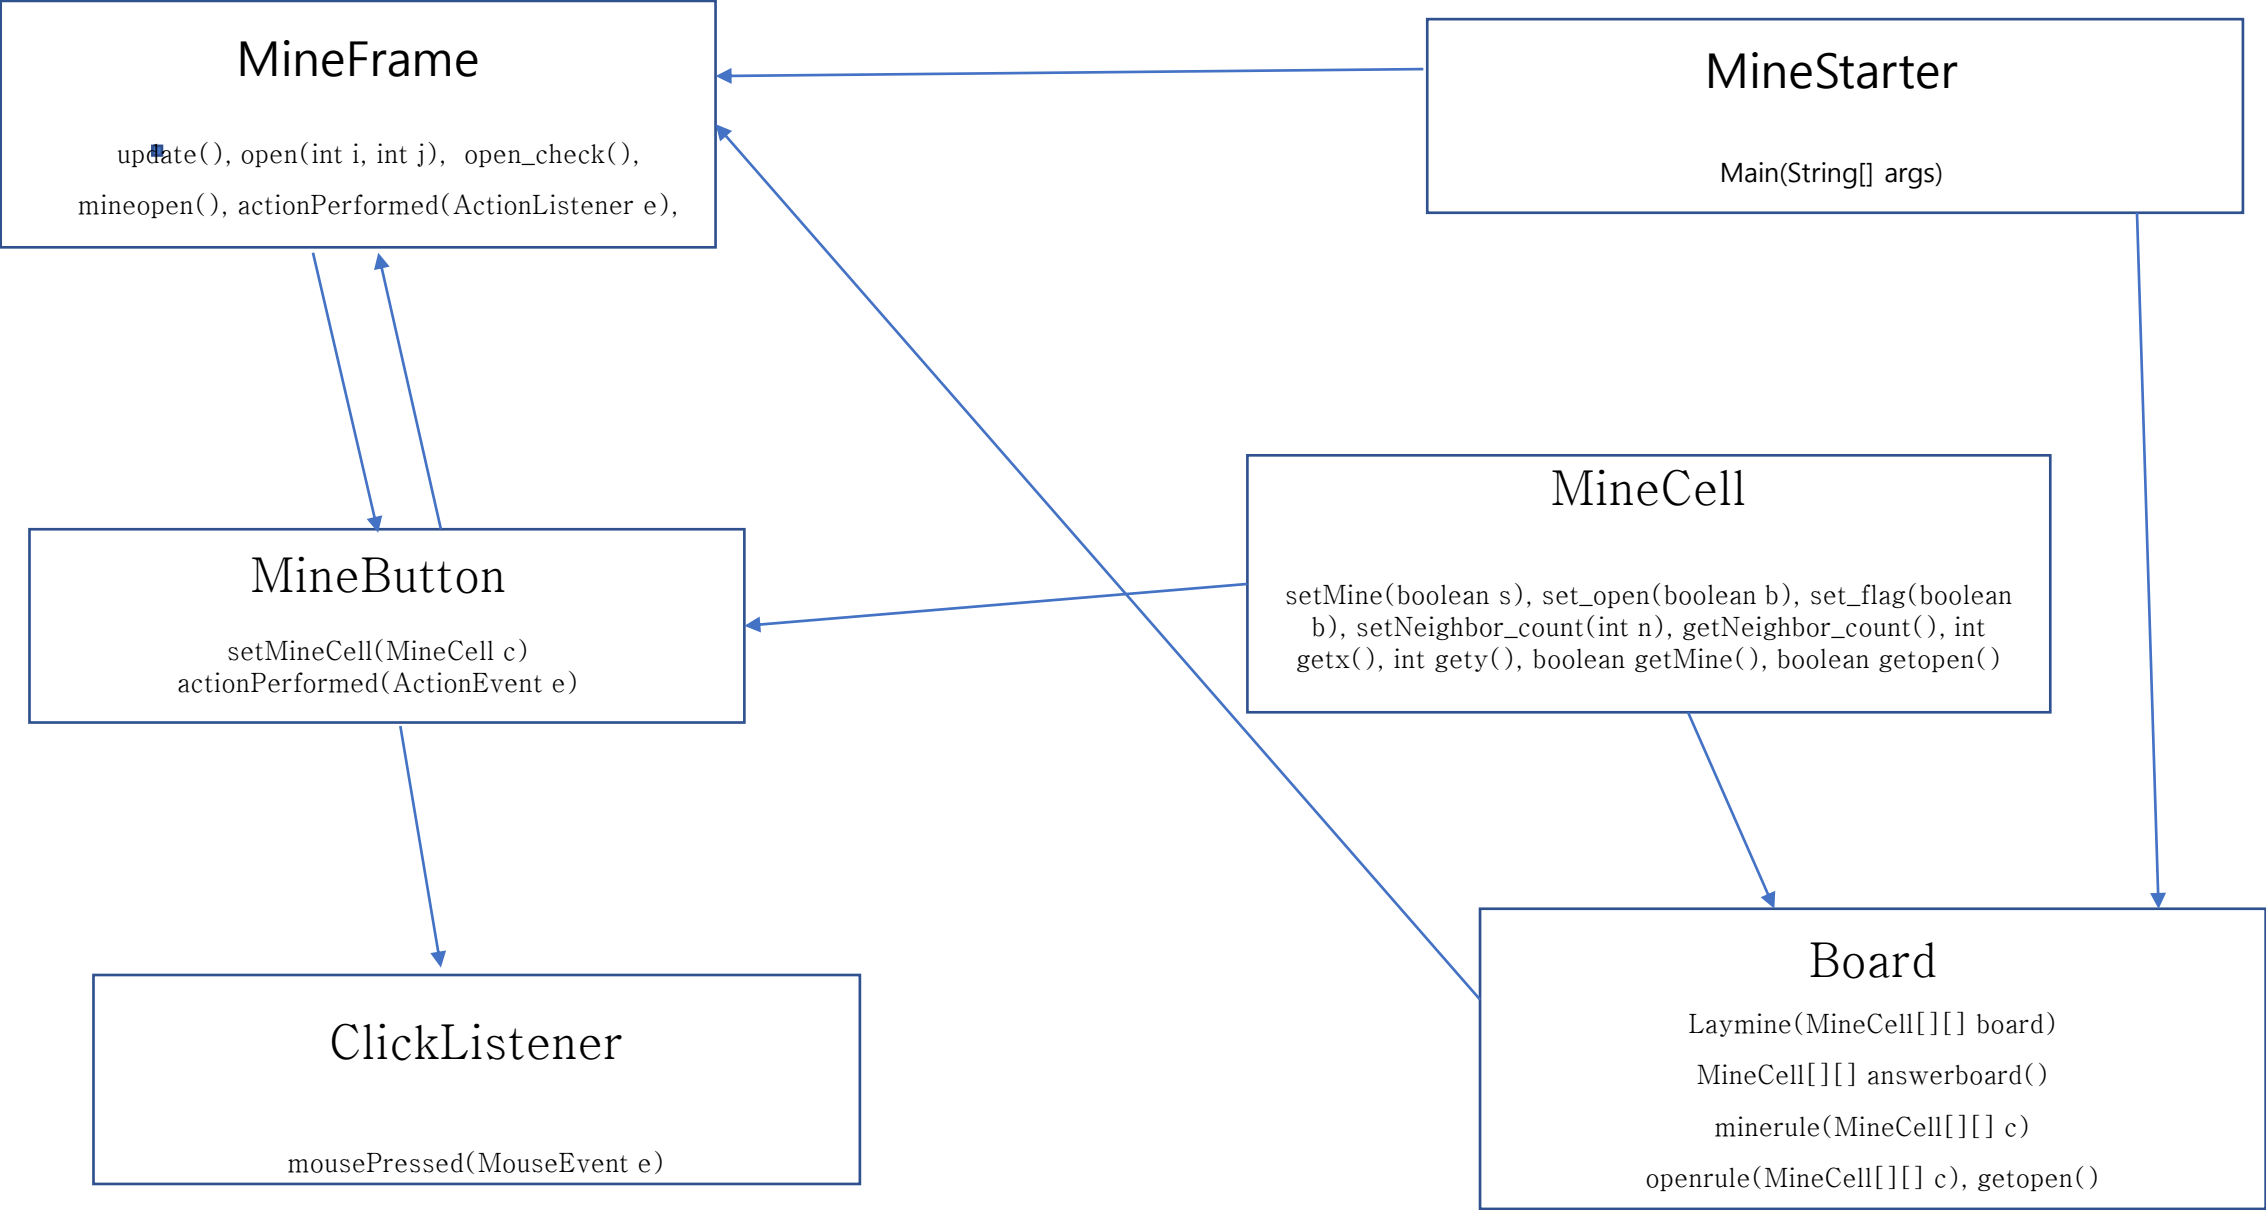 MineFrame
update(), open(int i, int j),  open_check(),
mineopen(), actionPerformed(ActionListener e),
MineStarter
Main(String[] args)
MineButton
setMineCell(MineCell c)
actionPerformed(ActionEvent e)
MineCell
setMine(boolean s), set_open(boolean b), set_flag(boolean
b), setNeighbor_count(int n), getNeighbor_count(), int
getx(), int gety(), boolean getMine(), boolean getopen()
ClickListener
mousePressed(MouseEvent e)
Board
Laymine(MineCell[][] board)
MineCell[][] answerboard()
minerule(MineCell[][] c)
openrule(MineCell[][] c), getopen()